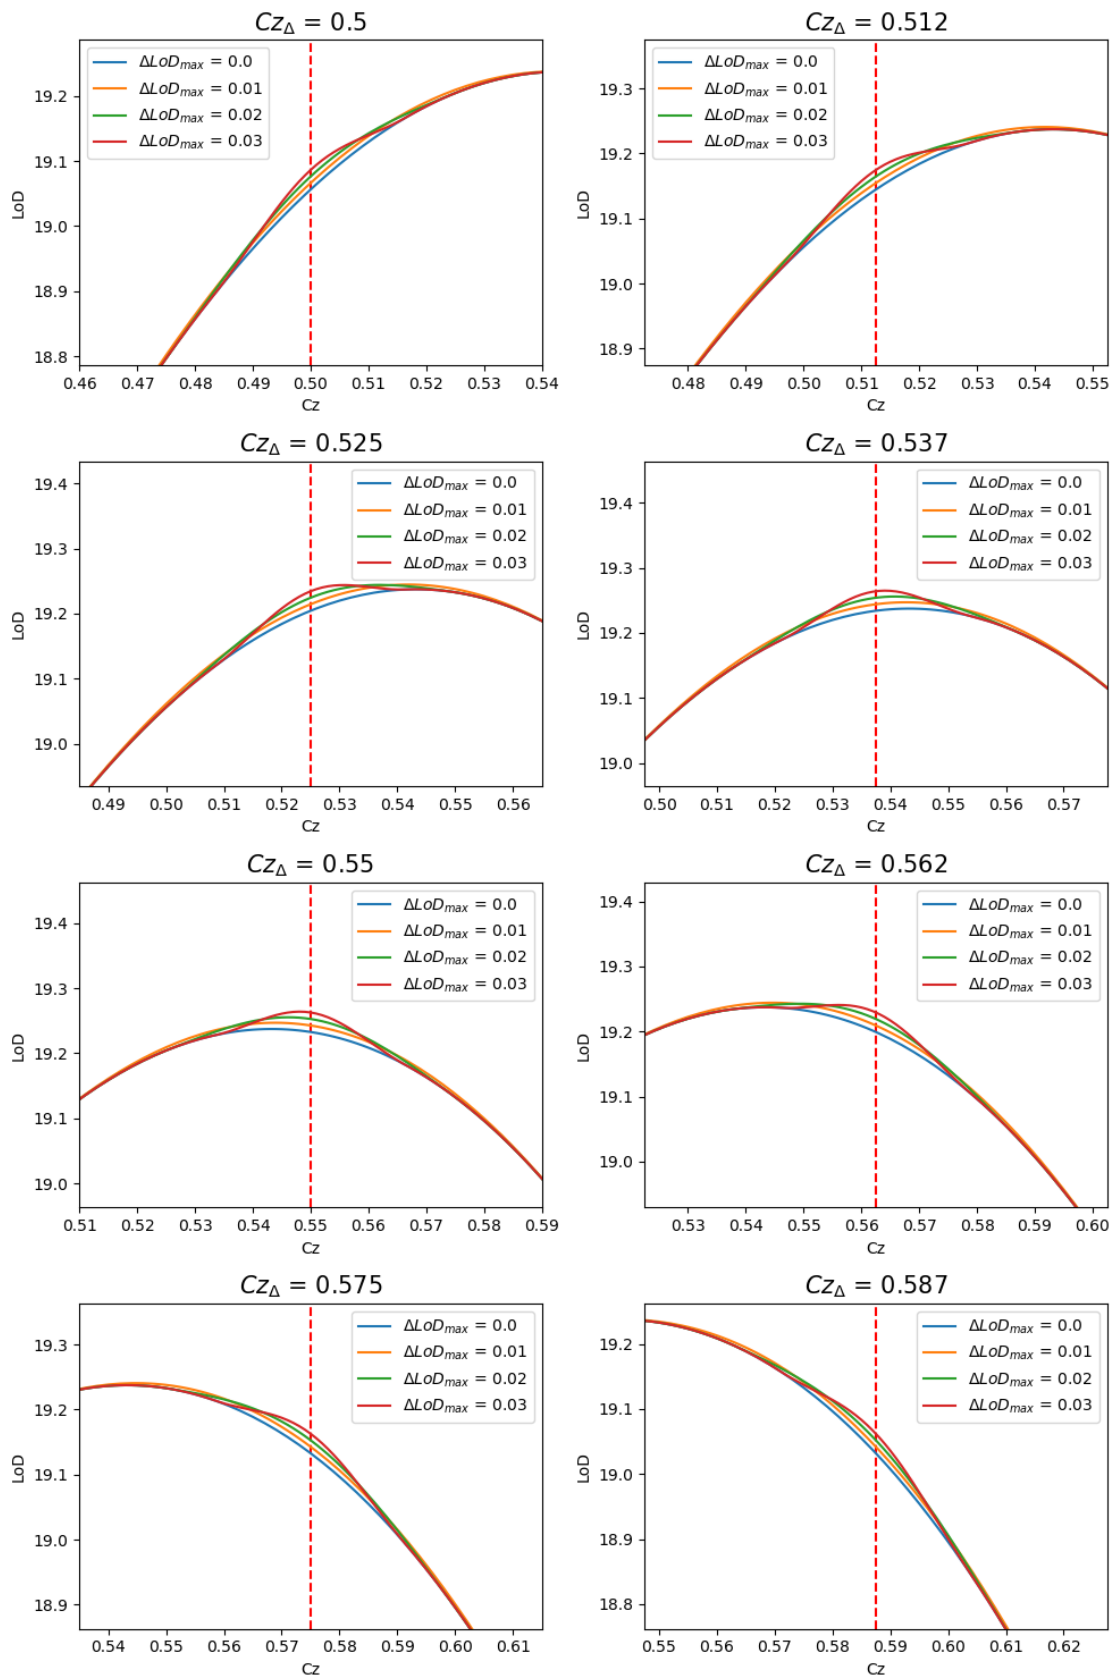 Cz_Δ = 0.5
ΔLoD_max = 0.0
ΔLoD_max = 0.01
ΔLoD_max = 0.02
ΔLoD_max = 0.03
19.2
19.1
19.0
18.9
18.8
LoD
0.46 0.47 0.48 0.49 0.50 0.51 0.52 0.53 0.54
Cz
Cz_Δ = 0.512
ΔLoD_max = 0.0
ΔLoD_max = 0.01
ΔLoD_max = 0.02
ΔLoD_max = 0.03
19.3
19.2
19.1
19.0
18.9
LoD
0.48 0.49 0.50 0.51 0.52 0.53 0.54 0.55
Cz
Cz_Δ = 0.525
ΔLoD_max = 0.0
ΔLoD_max = 0.01
ΔLoD_max = 0.02
ΔLoD_max = 0.03
19.4
19.3
19.2
19.1
19.0
LoD
0.49 0.50 0.51 0.52 0.53 0.54 0.55 0.56
Cz
Cz_Δ = 0.537
ΔLoD_max = 0.0
ΔLoD_max = 0.01
ΔLoD_max = 0.02
ΔLoD_max = 0.03
19.4
19.3
19.2
19.1
19.0
LoD
0.50 0.51 0.52 0.53 0.54 0.55 0.56 0.57
Cz
Cz_Δ = 0.55
ΔLoD_max = 0.0
ΔLoD_max = 0.01
ΔLoD_max = 0.02
ΔLoD_max = 0.03
19.4
19.3
19.2
19.1
19.0
LoD
0.51 0.52 0.53 0.54 0.55 0.56 0.57 0.58 0.59
Cz
Cz_Δ = 0.562
ΔLoD_max = 0.0
ΔLoD_max = 0.01
ΔLoD_max = 0.02
ΔLoD_max = 0.03
19.4
19.3
19.2
19.1
19.0
LoD
0.53 0.54 0.55 0.56 0.57 0.58 0.59 0.60
Cz
Cz_Δ = 0.575
ΔLoD_max = 0.0
ΔLoD_max = 0.01
ΔLoD_max = 0.02
ΔLoD_max = 0.03
19.3
19.2
19.1
19.0
18.9
LoD
0.54 0.55 0.56 0.57 0.58 0.59 0.60 0.61
Cz
Cz_Δ = 0.587
ΔLoD_max = 0.0
ΔLoD_max = 0.01
ΔLoD_max = 0.02
ΔLoD_max = 0.03
19.2
19.1
19.0
18.9
18.8
LoD
0.55 0.56 0.57 0.58 0.59 0.60 0.61 0.62
Cz